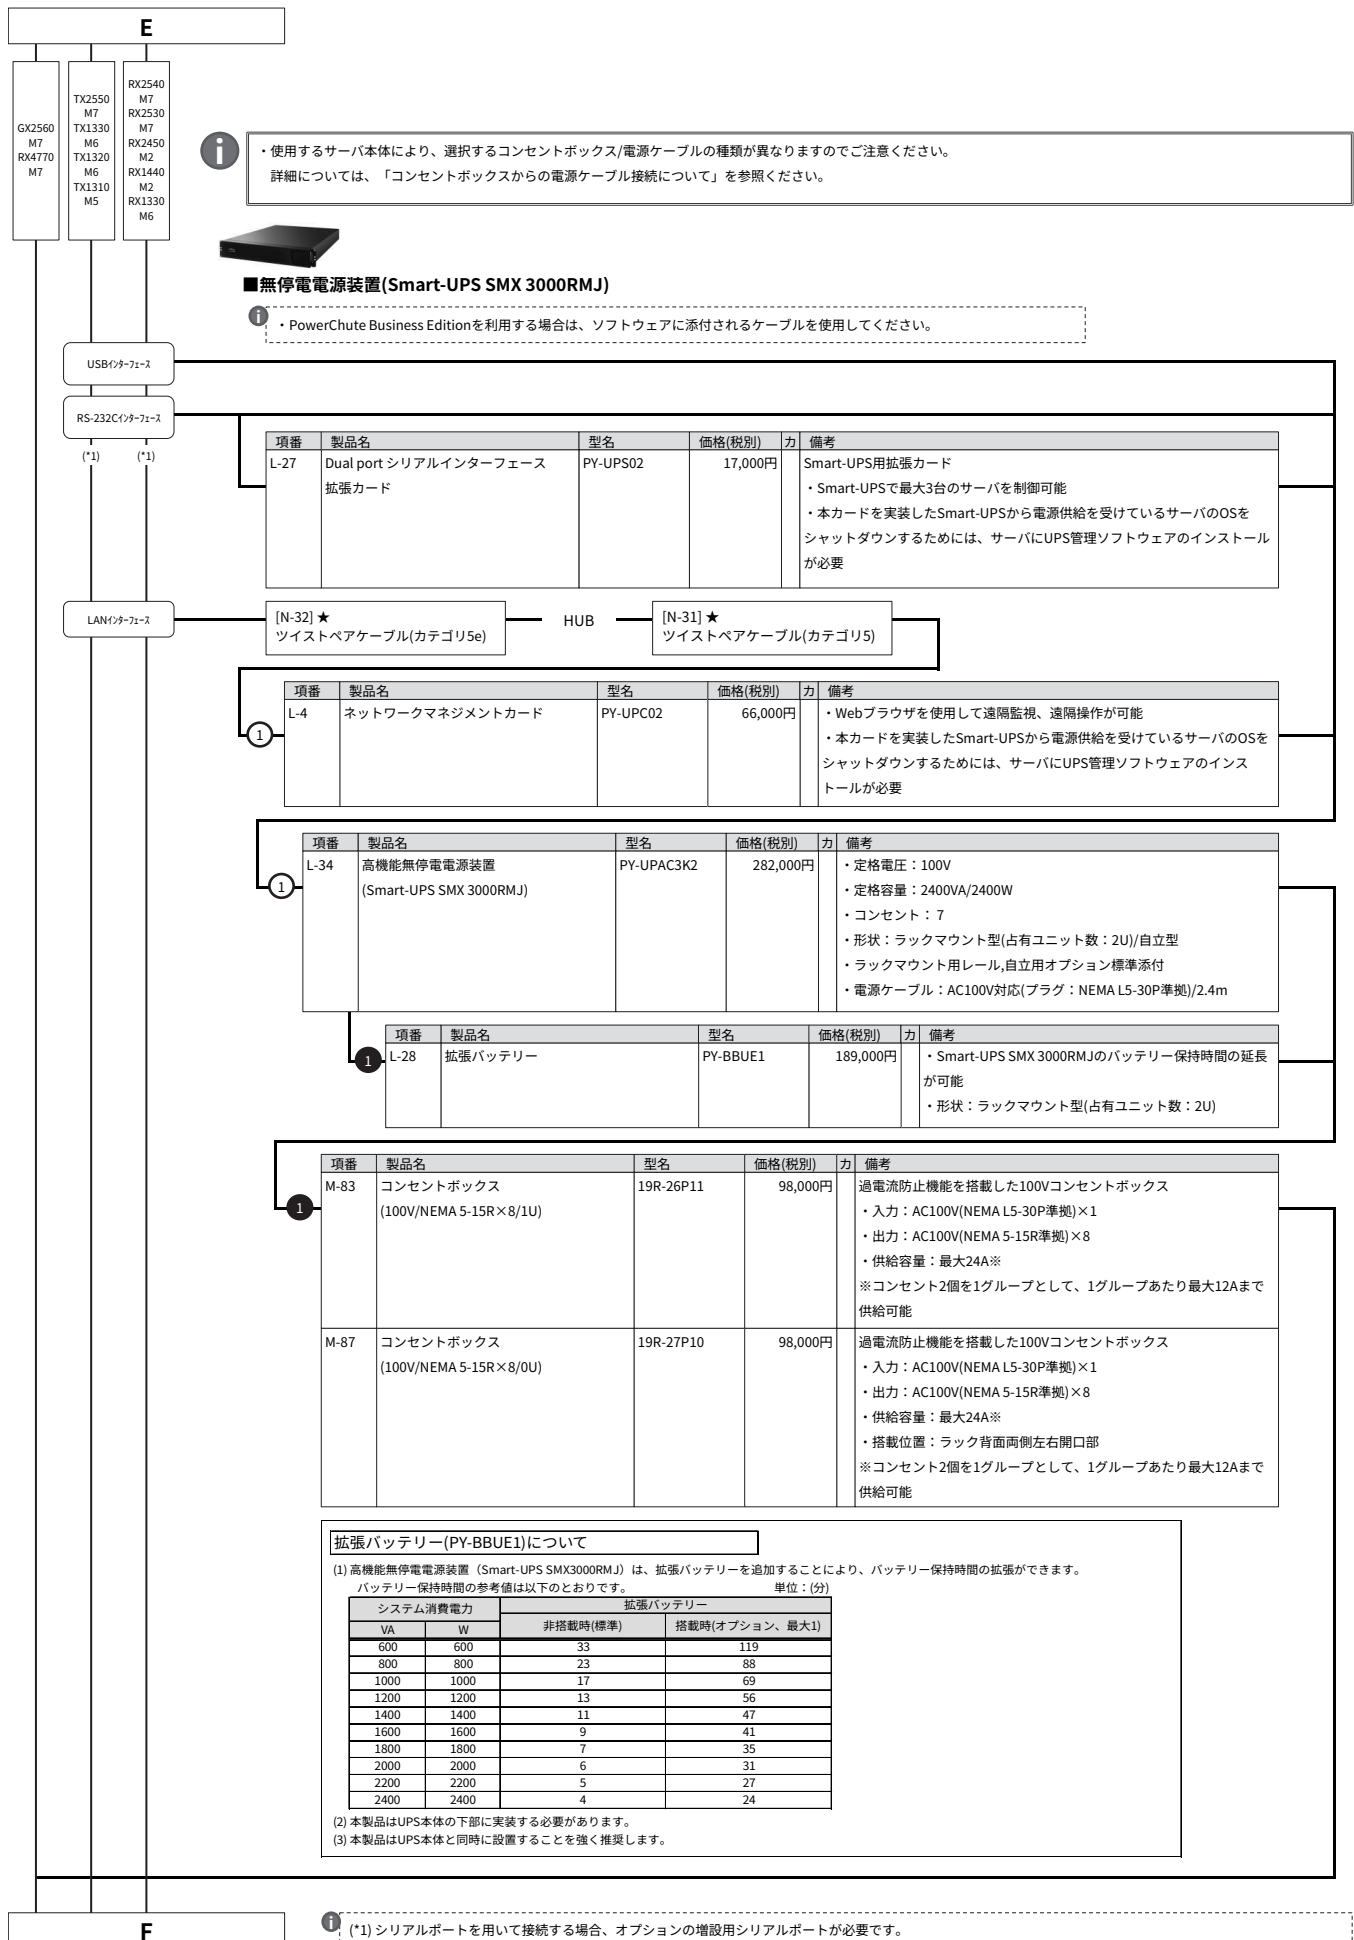 E
GX2560
M7
RX4770
M7
TX2550
M7
TX1330
M6
TX1320
M6
TX1310
M5
RX2540
M7
RX2530
M7
RX2450
M2
RX1440
M2
RX1330
M6
・使用するサーバ本体により、選択するコンセントボックス/電源ケーブルの種類が異なりますのでご注意ください。
詳細については、「コンセントボックスからの電源ケーブル接続について」を参照ください。
■無停電電源装置(Smart-UPS SMX 3000RMJ)
・PowerChute Business Editionを利用する場合は、ソフトウェアに添付されるケーブルを使用してください。
USBインターフェース
RS-232Cインターフェース
(*1) (*1)
項番 製品名 型名 価格(税別) カ 備考
L-27 Dual port シリアルインターフェース PY-UPS02 17,000円 Smart-UPS用拡張カード
拡張カード ・Smart-UPSで最大3台のサーバを制御可能
・本カードを実装したSmart-UPSから電源供給を受けているサーバのOSを
シャットダウンするためには、サーバにUPS管理ソフトウェアのインストール
が必要
LANインターフェース
[N-32] ★
ツイストペアケーブル(カテゴリ5e)
HUB
[N-31] ★
ツイストペアケーブル(カテゴリ5)
項番 製品名 型名 価格(税別) カ 備考
1 L-4 ネットワークマネジメントカード PY-UPC02 66,000円 ・Webブラウザを使用して遠隔監視、遠隔操作が可能
・本カードを実装したSmart-UPSから電源供給を受けているサーバのOSを
シャットダウンするためには、サーバにUPS管理ソフトウェアのインス
トールが必要
項番 製品名 型名 価格(税別) カ 備考
1 L-34 高機能無停電電源装置 PY-UPAC3K2 282,000円 ・定格電圧：100V
(Smart-UPS SMX 3000RMJ) ・定格容量：2400VA/2400W
・コンセント：7
・形状：ラックマウント型(占有ユニット数：2U)/自立型
・ラックマウント用レール,自立用オプション標準添付
・電源ケーブル：AC100V対応(プラグ：NEMA L5-30P準拠)/2.4m
項番 製品名 型名 価格(税別) カ 備考
1 L-28 拡張バッテリー PY-BBUE1 189,000円 ・Smart-UPS SMX 3000RMJのバッテリー保持時間の延長
が可能
・形状：ラックマウント型(占有ユニット数：2U)
項番 製品名 型名 価格(税別) カ 備考
1 M-83 コンセントボックス 19R-26P11 98,000円 過電流防止機能を搭載した100Vコンセントボックス
(100V/NEMA 5-15R×8/1U) ・入力：AC100V(NEMA L5-30P準拠)×1
・出力：AC100V(NEMA 5-15R準拠)×8
・供給容量：最大24A※
※コンセント2個を1グループとして、1グループあたり最大12Aまで
供給可能
M-87 コンセントボックス 19R-27P10 98,000円 過電流防止機能を搭載した100Vコンセントボックス
(100V/NEMA 5-15R×8/0U) ・入力：AC100V(NEMA L5-30P準拠)×1
・出力：AC100V(NEMA 5-15R準拠)×8
・供給容量：最大24A※
・搭載位置：ラック背面両側左右開口部
※コンセント2個を1グループとして、1グループあたり最大12Aまで
供給可能
拡張バッテリー(PY-BBUE1)について
(1) 高機能無停電電源装置（Smart-UPS SMX3000RMJ）は、拡張バッテリーを追加することにより、バッテリー保持時間の拡張ができます。
バッテリー保持時間の参考値は以下のとおりです。 単位：(分)
システム消費電力 拡張バッテリー
VA W 非搭載時(標準) 搭載時(オプション、最大1)
600 600 33 119
800 800 23 88
1000 1000 17 69
1200 1200 13 56
1400 1400 11 47
1600 1600 9 41
1800 1800 7 35
2000 2000 6 31
2200 2200 5 27
2400 2400 4 24
(2) 本製品はUPS本体の下部に実装する必要があります。
(3) 本製品はUPS本体と同時に設置することを強く推奨します。
F
(*1) シリアルポートを用いて接続する場合、オプションの増設用シリアルポートが必要です。